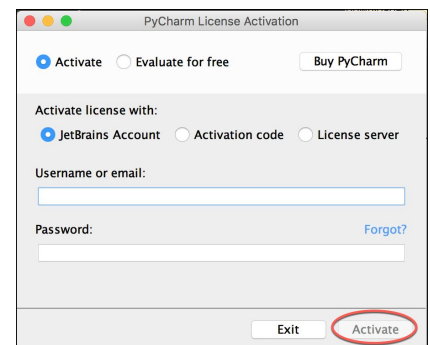 PyCharm License Activation
Activate Evaluate for free Buy PyCharm
Activate license with:
JetBrains Account Activation code License server
Username or email:
Password: Forgot?
Exit Activate